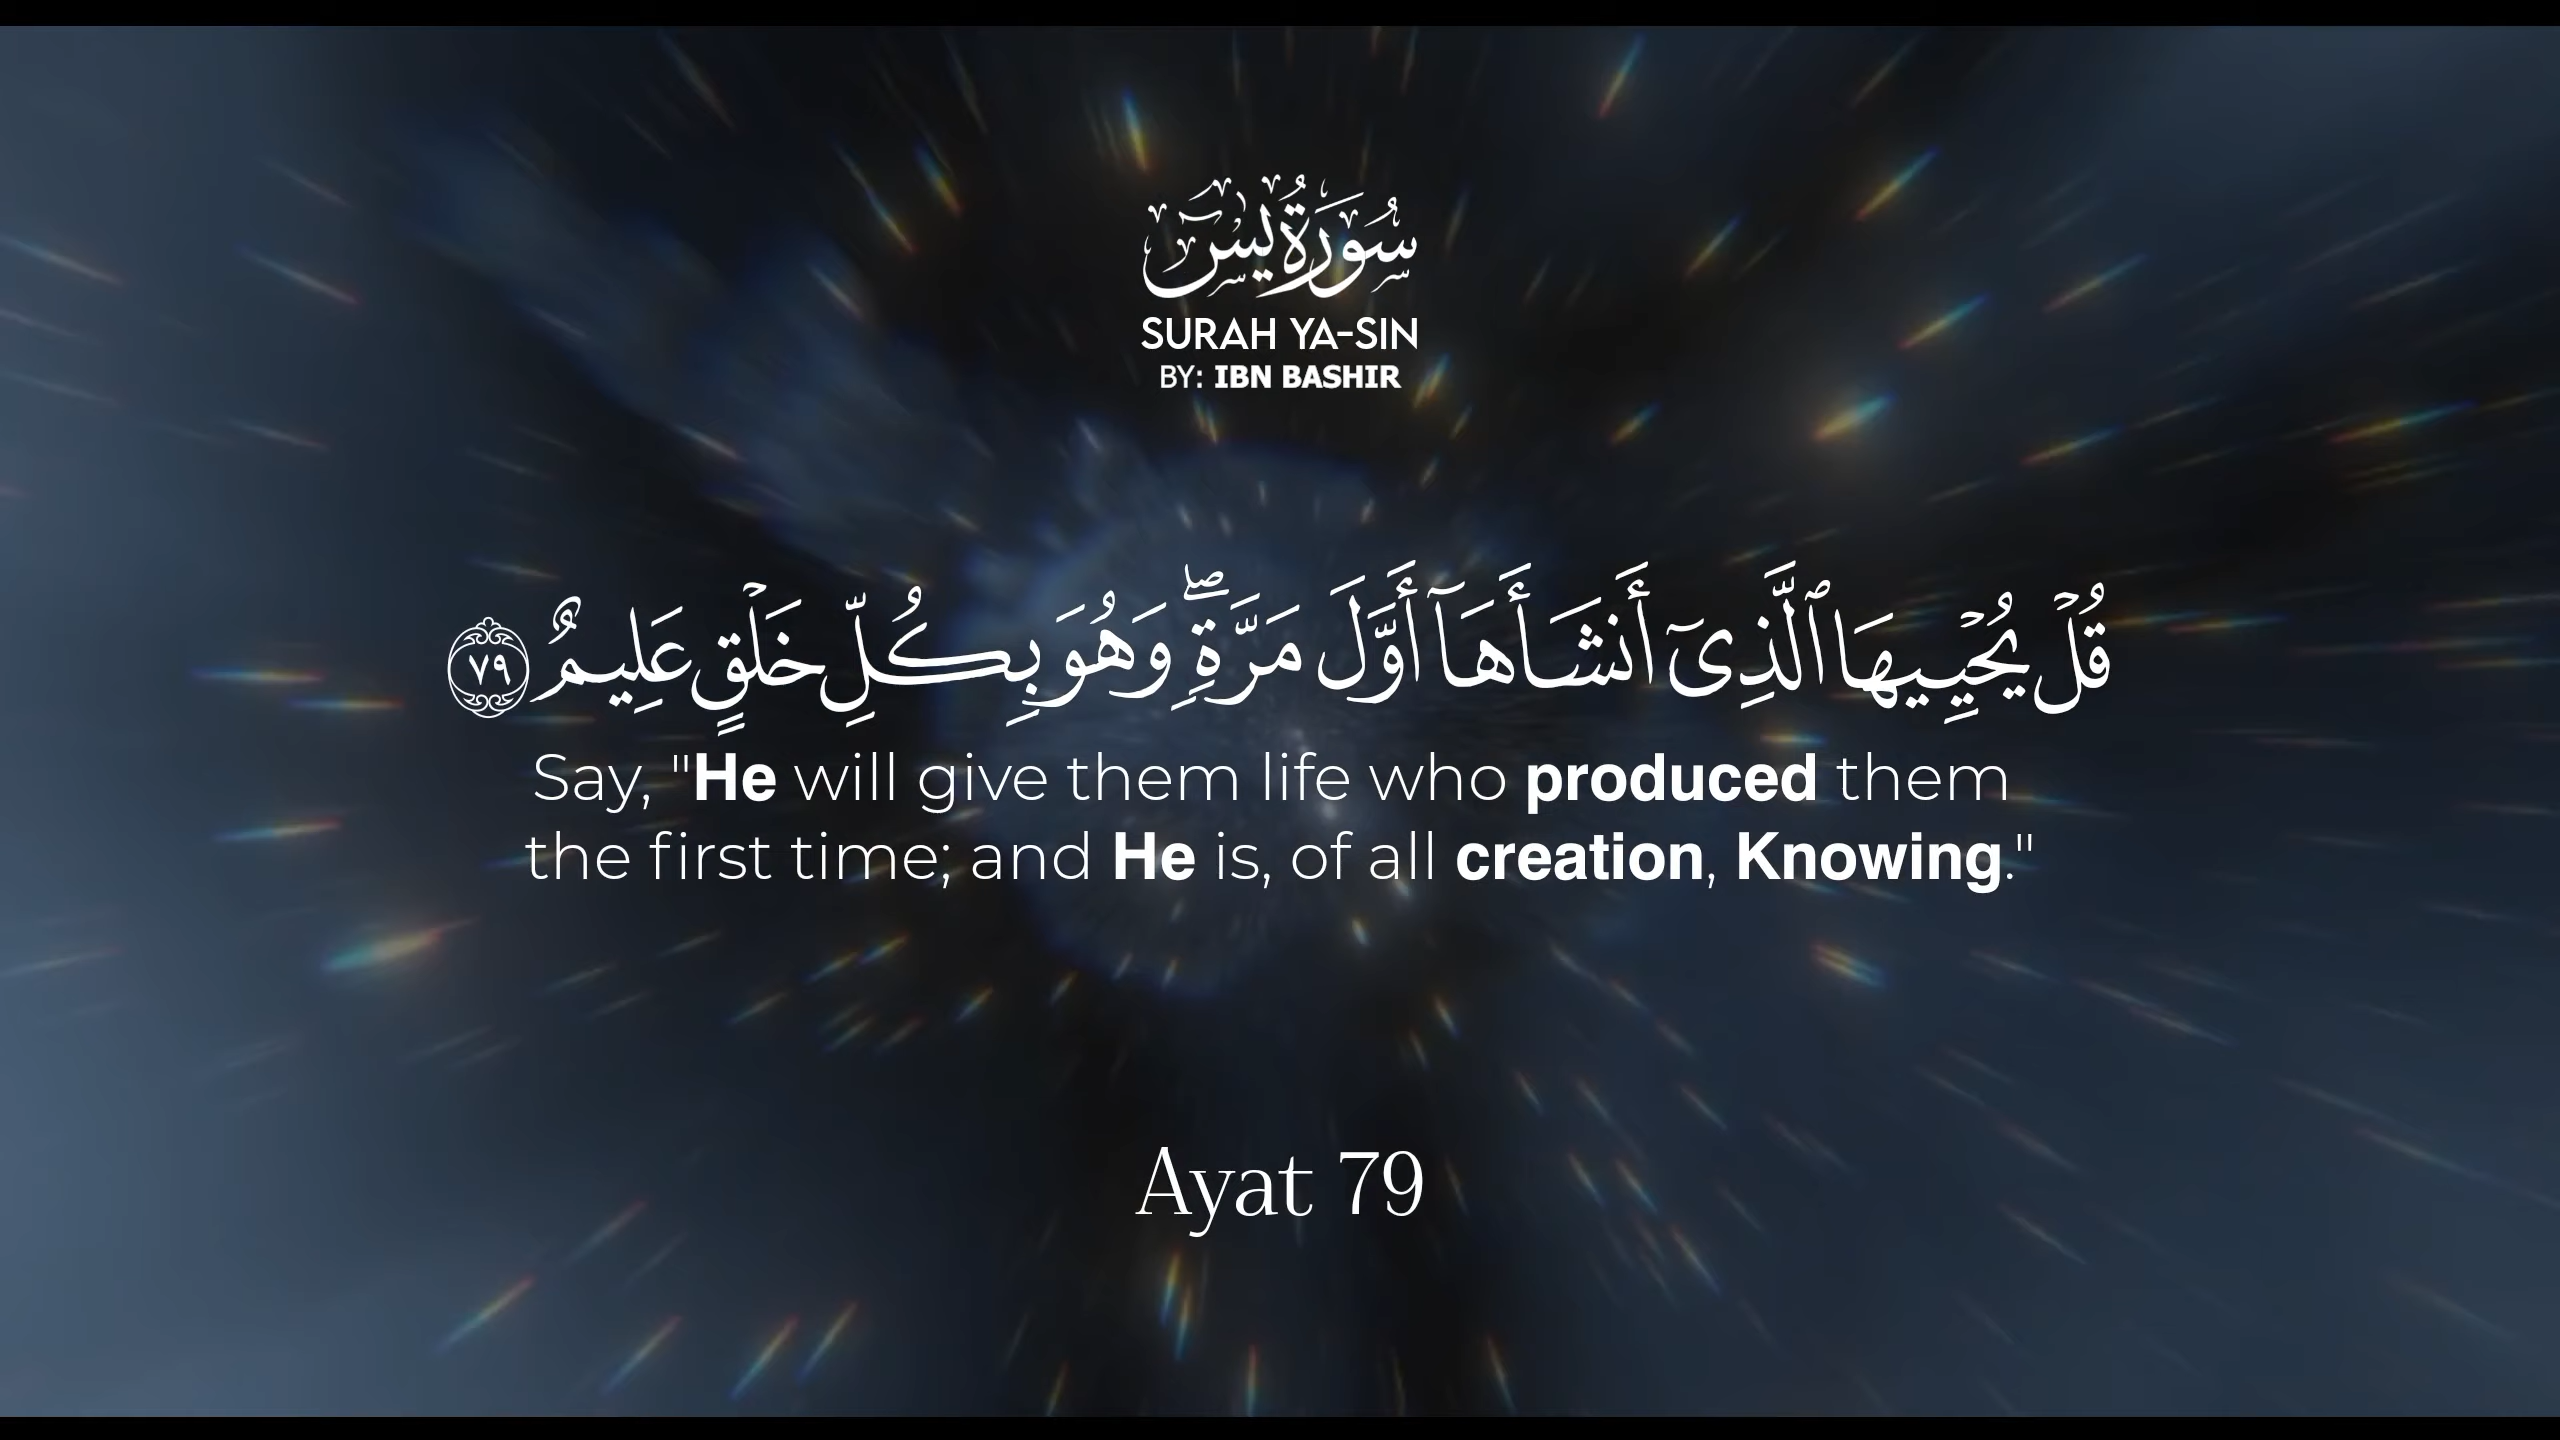 سُورَةُ يسٓ
SURAH YA-SIN
BY: IBN BASHIR
قُلْ يُحْيِيهَا ٱلَّذِىٓ أَنشَأَهَآ أَوَّلَ مَرَّةٍۖ وَهُوَ بِكُلِّ خَلْقٍ عَلِيمٌ ٧٩
Say, "He will give them life who produced them
the first time; and He is, of all creation, Knowing."
Ayat 79